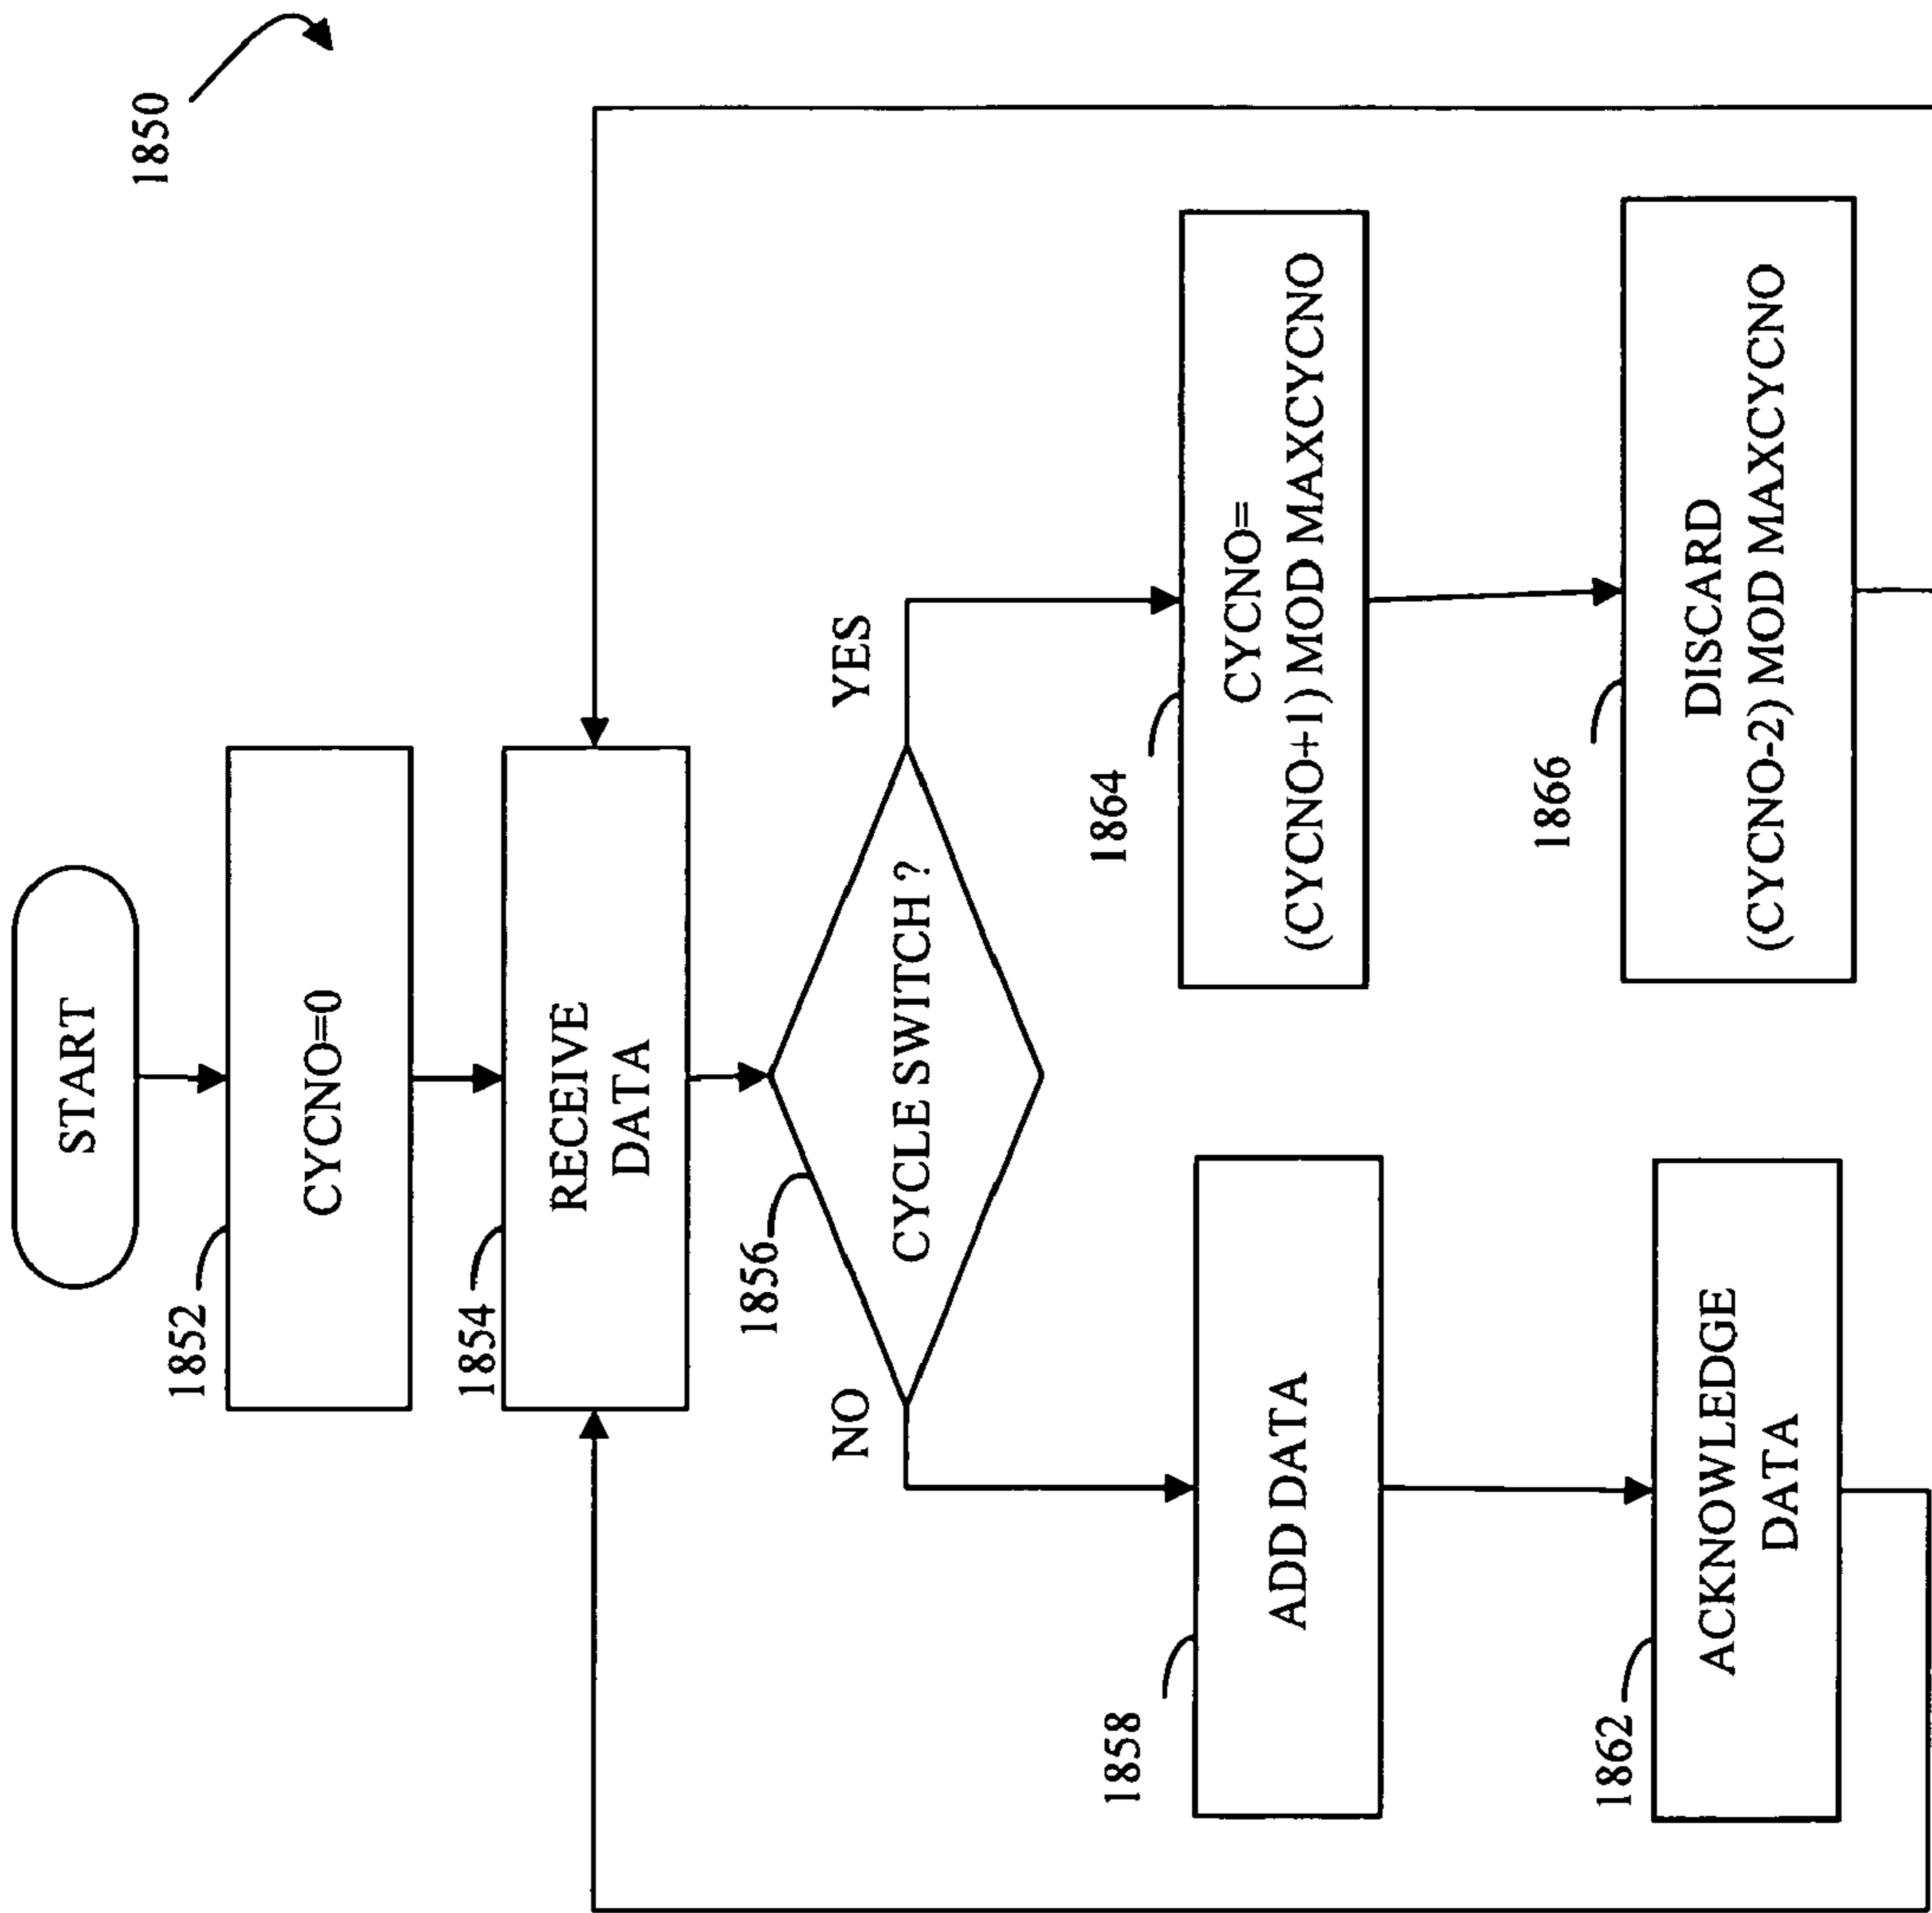 1850
START
1852
CYCNO=0
1854
RECEIVE
DATA
1856
CYCLE SWITCH ?
NO
YES
1858
ADD DATA
1864
CYCNO=
(CYCNO+1) MOD MAXCYCNO
1862
ACKNOWLEDGE
DATA
1866
DISCARD
(CYCNO-2) MOD MAXCYCNO